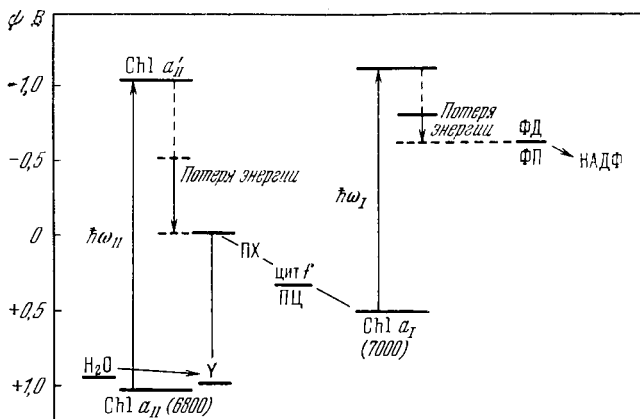 ψ В
Chl a'II
-1,0
Потеря энергии
ФД
ФП
НАДФ
-0,5
Потеря энергии
ħωII
ħωI
0
ПХ
цит f
ПЦ
+0,5
Chl aI
(7000)
H2O
Y
+1,0
Chl aII (6800)